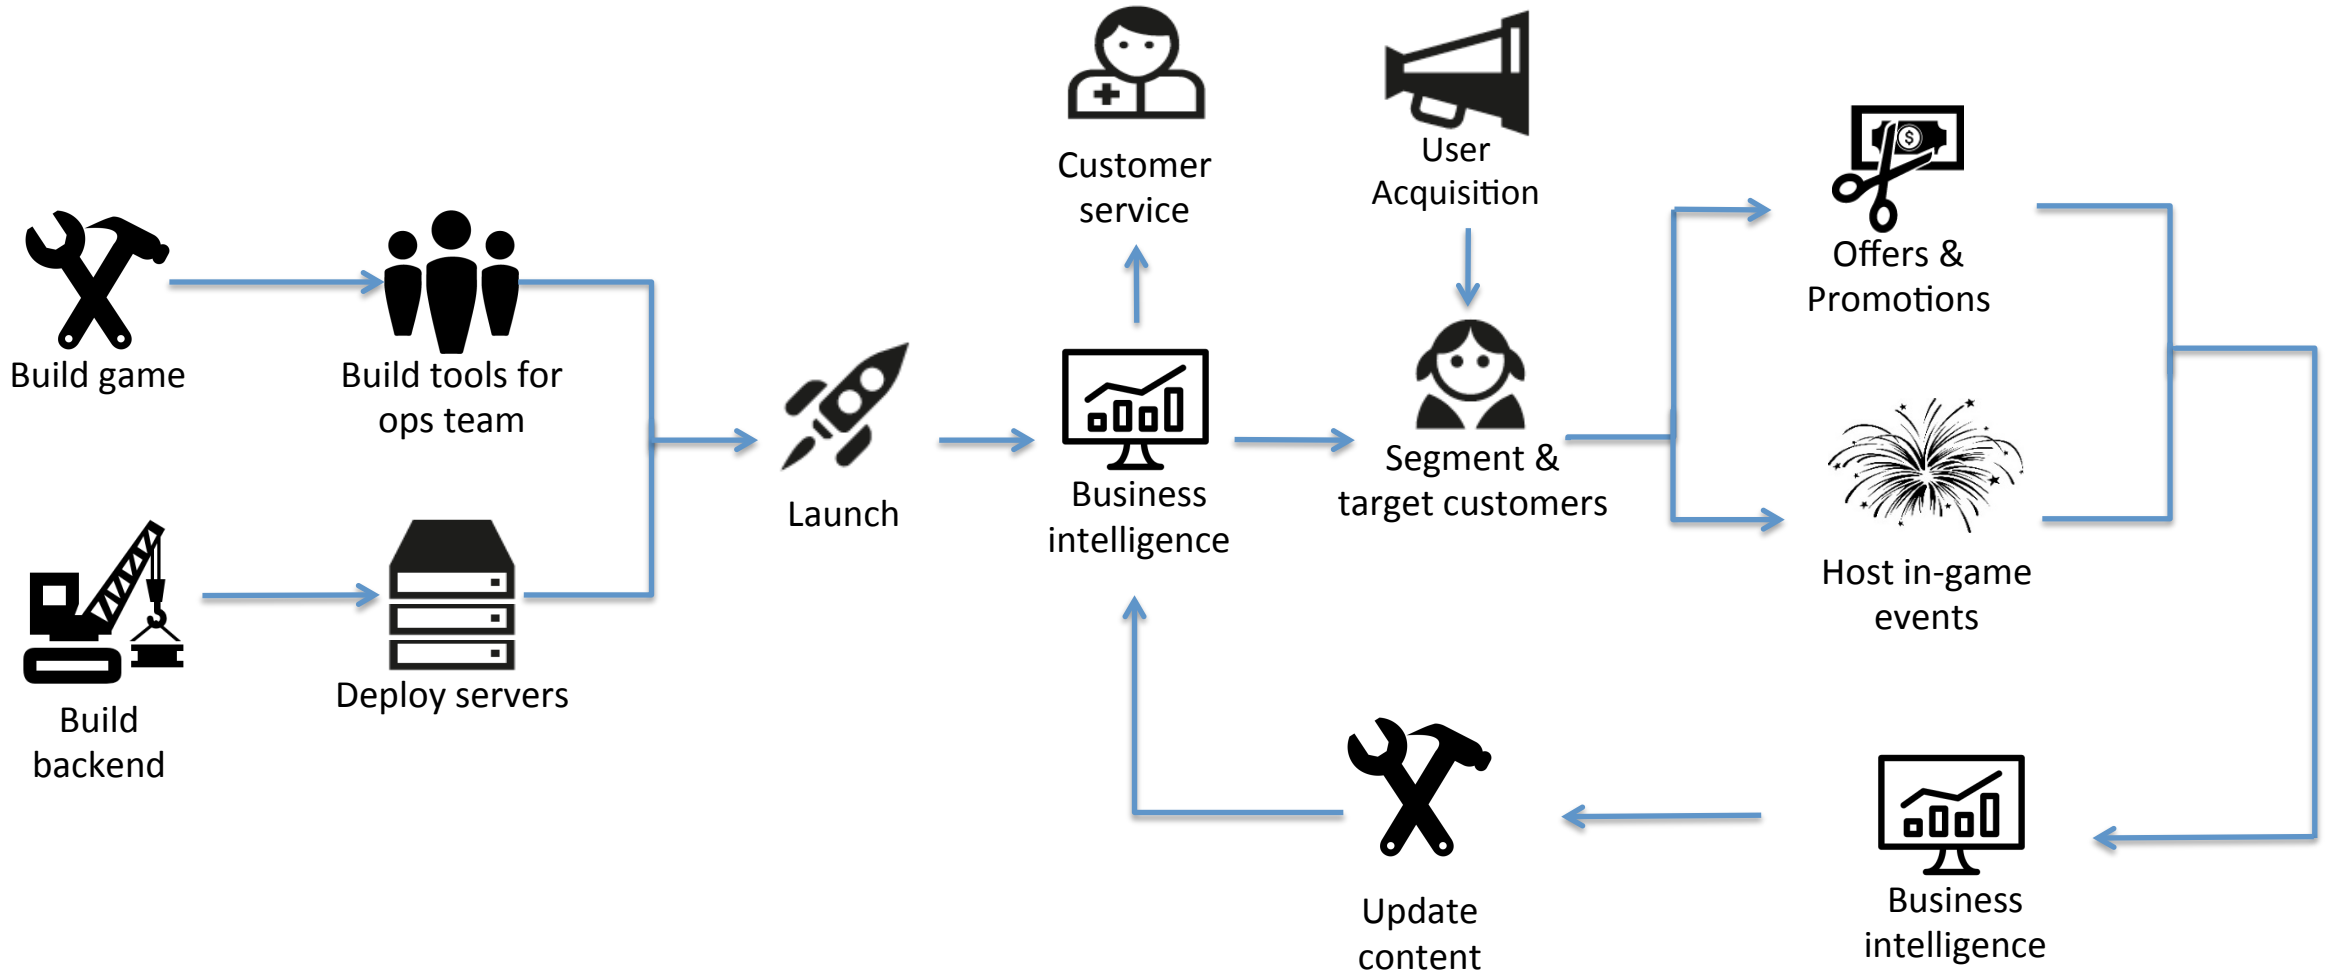 Customer
service
User
Acquisition
Offers &
Promotions
Build game
Build tools for
ops team
Launch
Business
intelligence
Segment &
target customers
Host in-game
events
Build
backend
Deploy servers
Update
content
Business
intelligence
$